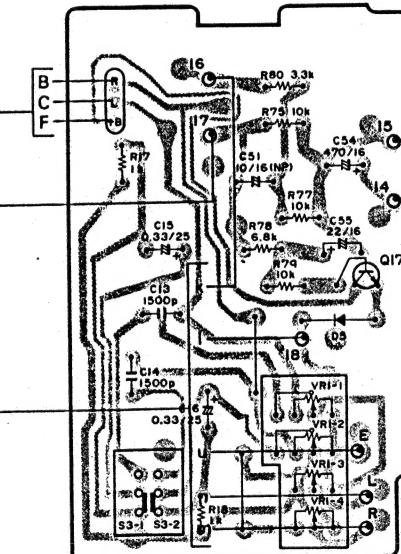 16
R80 3.3k
B
R
C
L
F
B
R75 10k
17
15
C54
470/16
R17
C51
10/16(NP)
14
R77
10k
C15
0.33/25
R78
6.8k
C55
22/16
R79
10k
Q17
C13
1500p
D5
18
C14
1500p
VR1-1
0.33/25
VR1-2
E
VR1-3
L
VR1-4
R18
R
S3-1
S3-2